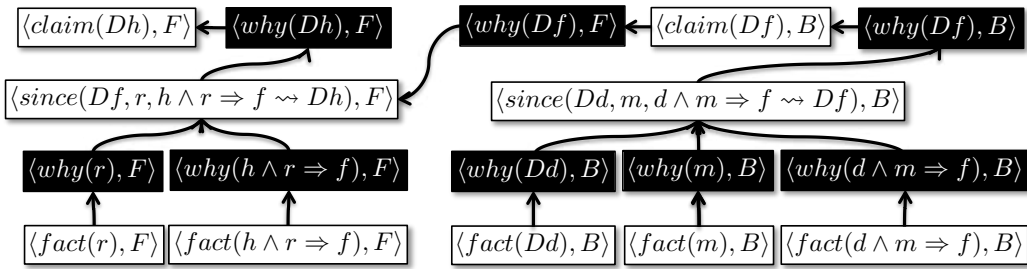 ⟨claim(Dh), F⟩ ⟨why(Dh), F⟩ ⟨why(Df), F⟩ ⟨claim(Df), B⟩ ⟨why(Df), B⟩
⟨since(Df, r, h ∧ r ⇒ f ⇝ Dh), F⟩ ⟨since(Dd, m, d ∧ m ⇒ f ⇝ Df), B⟩
⟨why(r), F⟩ ⟨why(h ∧ r ⇒ f), F⟩ ⟨why(Dd), B⟩ ⟨why(m), B⟩ ⟨why(d ∧ m ⇒ f), B⟩
⟨fact(r), F⟩ ⟨fact(h ∧ r ⇒ f), F⟩ ⟨fact(Dd), B⟩ ⟨fact(m), B⟩ ⟨fact(d ∧ m ⇒ f), B⟩